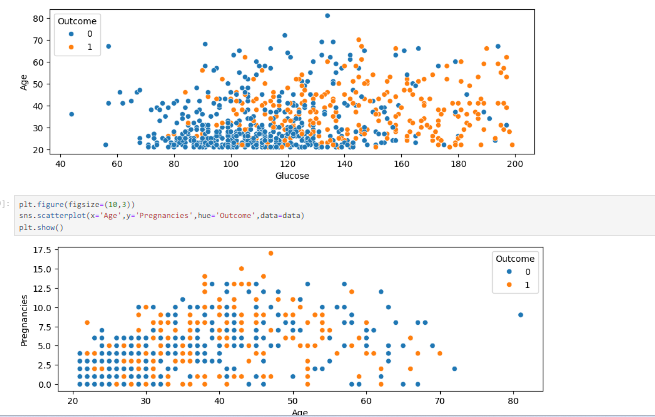 Outcome
0
1
80
70
60
50
40
30
20
Age
40 60 80 100 120 140 160 180 200
Glucose
]:
plt.figure(figsize=(10,3))
sns.scatterplot(x='Age',y='Pregnancies',hue='Outcome',data=data)
plt.show()
Outcome
0
1
17.5
15.0
12.5
10.0
7.5
5.0
2.5
0.0
Pregnancies
20 30 40 50 60 70 80
Age